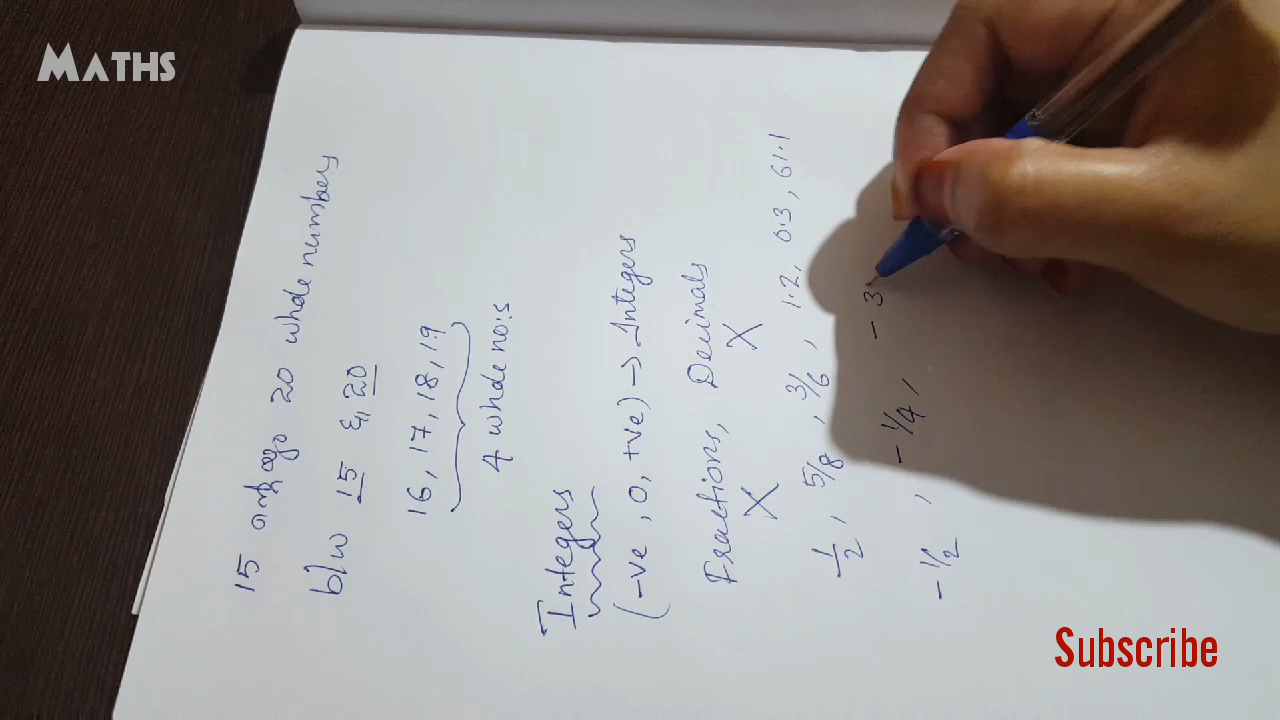 MATHS
15 20 whole numbers
b/w 15 & 20
16, 17, 18, 19
4 whole no:s
Integers
(-ve, 0, +ve) → Integers
Fractions, Decimals
X X
1/2, 5/8, 3/6, 1.2, 0.3, 61.1
-1/2, -1/4, -3
Subscribe